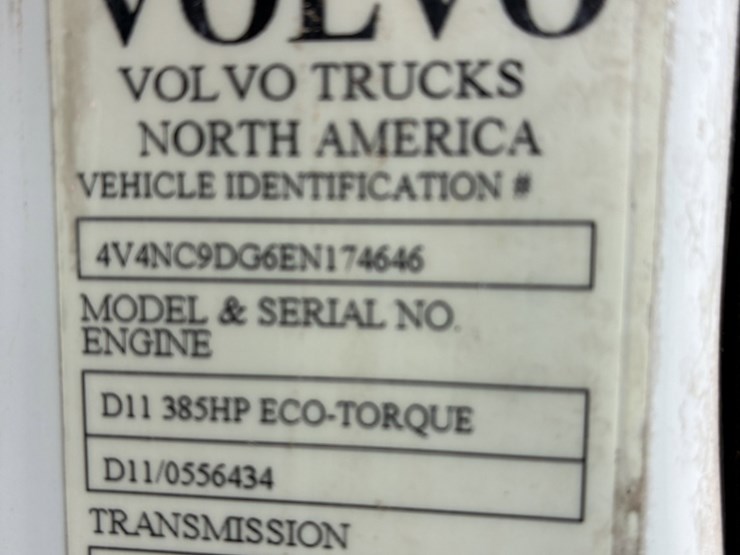 VOLVO
VOLVO TRUCKS
NORTH AMERICA
VEHICLE IDENTIFICATION #
4V4NC9DG6EN174646
MODEL & SERIAL NO.
ENGINE
D11 385HP ECO-TORQUE
D11/0556434
TRANSMISSION